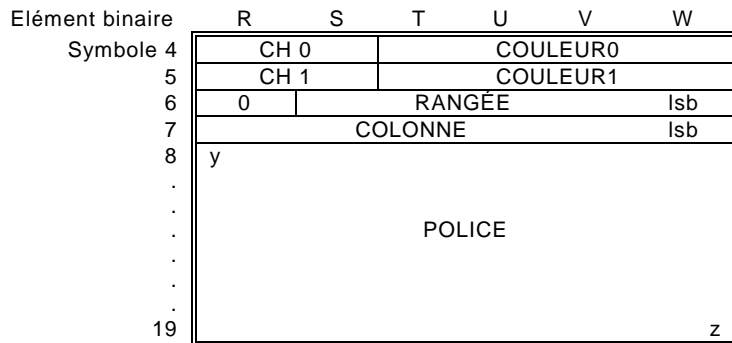 Elément binaire R S T U V W
Symbole 4 CH 0 COULEUR0
5 CH 1 COULEUR1
6 0 RANGÉE lsb
7 COLONNE lsb
8 y
.
.
. POLICE
.
.
.
19 z